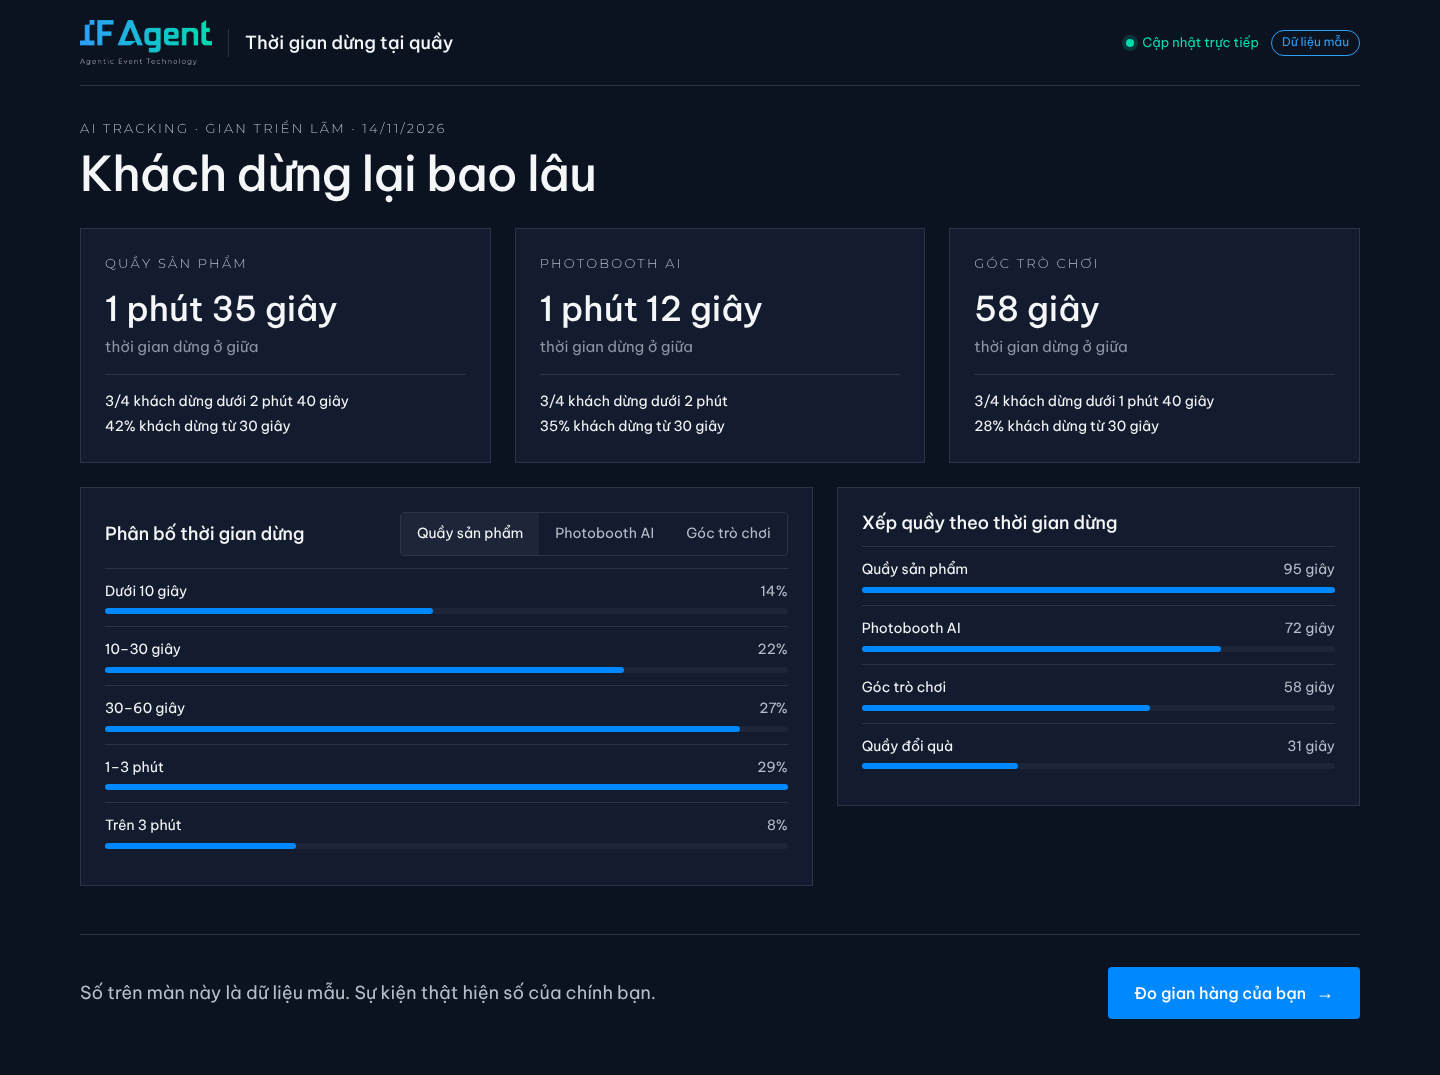 IF Agent
Agentic Event Technology
Thời gian dừng tại quầy
Cập nhật trực tiếp
Dữ liệu mẫu
AI TRACKING · GIAN TRIỂN LÃM · 14/11/2026
Khách dừng lại bao lâu
QUẦY SẢN PHẨM
1 phút 35 giây
thời gian dừng ở giữa
3/4 khách dừng dưới 2 phút 40 giây
42% khách dừng từ 30 giây
PHOTOBOOTH AI
1 phút 12 giây
thời gian dừng ở giữa
3/4 khách dừng dưới 2 phút
35% khách dừng từ 30 giây
GÓC TRÒ CHƠI
58 giây
thời gian dừng ở giữa
3/4 khách dừng dưới 1 phút 40 giây
28% khách dừng từ 30 giây
Phân bố thời gian dừng
Quầy sản phẩm
Photobooth AI
Góc trò chơi
Dưới 10 giây 14%
10–30 giây 22%
30–60 giây 27%
1–3 phút 29%
Trên 3 phút 8%
Xếp quầy theo thời gian dừng
Quầy sản phẩm 95 giây
Photobooth AI 72 giây
Góc trò chơi 58 giây
Quầy đổi quà 31 giây
Số trên màn này là dữ liệu mẫu. Sự kiện thật hiện số của chính bạn.
Đo gian hàng của bạn →